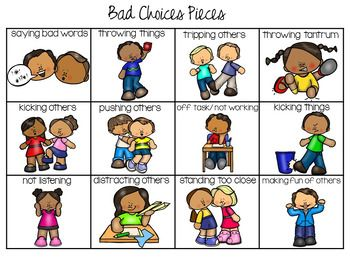 Bad Choices Pieces
saying bad words
throwing things
tripping others
throwing tantrum
kicking others
pushing others
off task/not working
kicking things
not listening
distracting others
standing too close
making fun of others